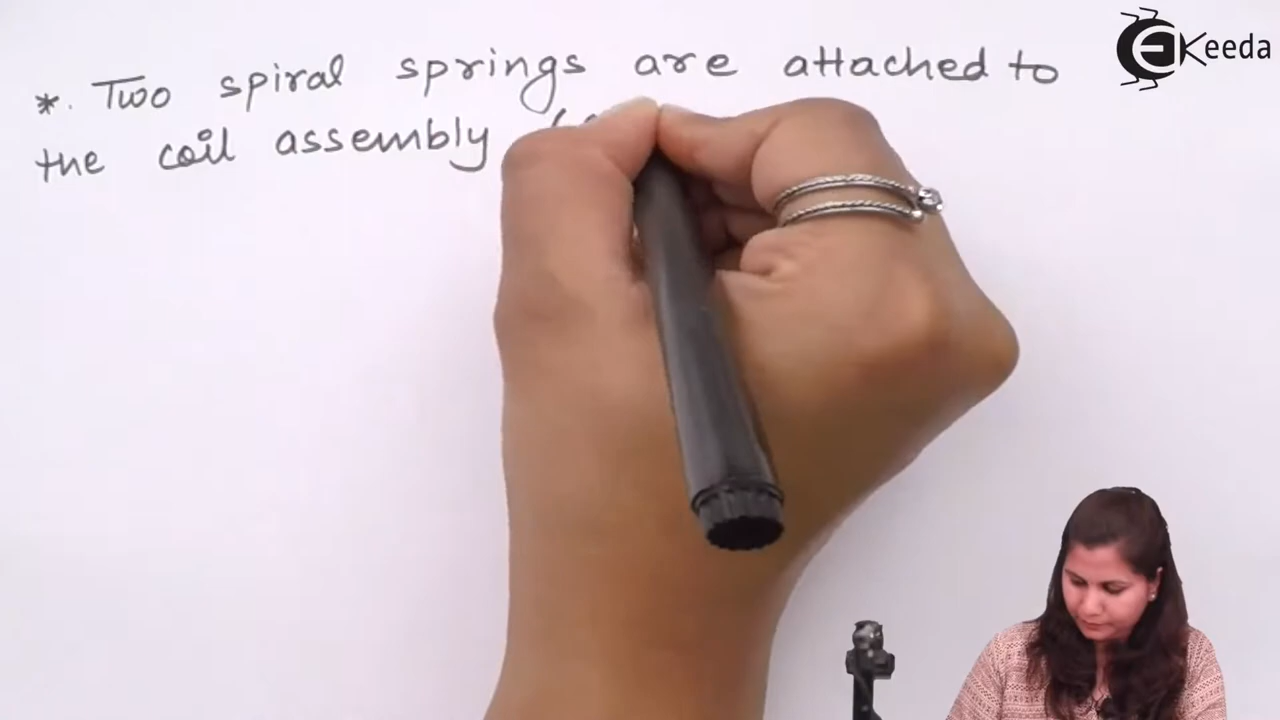 Keeda
*. Two spiral springs are attached to
the coil assembly